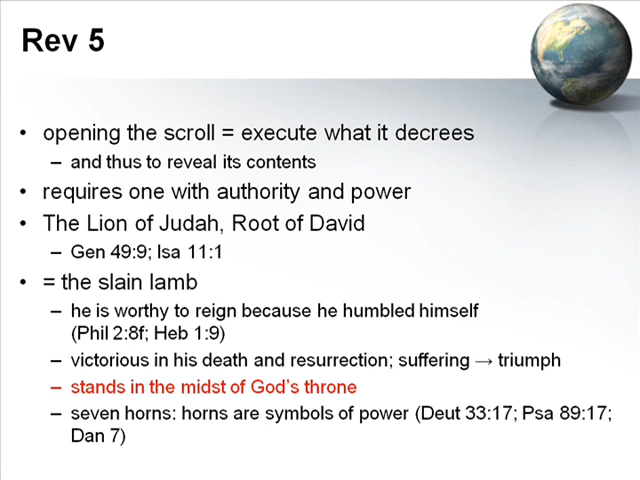 Rev 5
• opening the scroll = execute what it decrees
– and thus to reveal its contents
• requires one with authority and power
• The Lion of Judah, Root of David
– Gen 49:9; Isa 11:1
• = the slain lamb
– he is worthy to reign because he humbled himself
(Phil 2:8f; Heb 1:9)
– victorious in his death and resurrection; suffering → triumph
– stands in the midst of God’s throne
– seven horns: horns are symbols of power (Deut 33:17; Psa 89:17;
Dan 7)